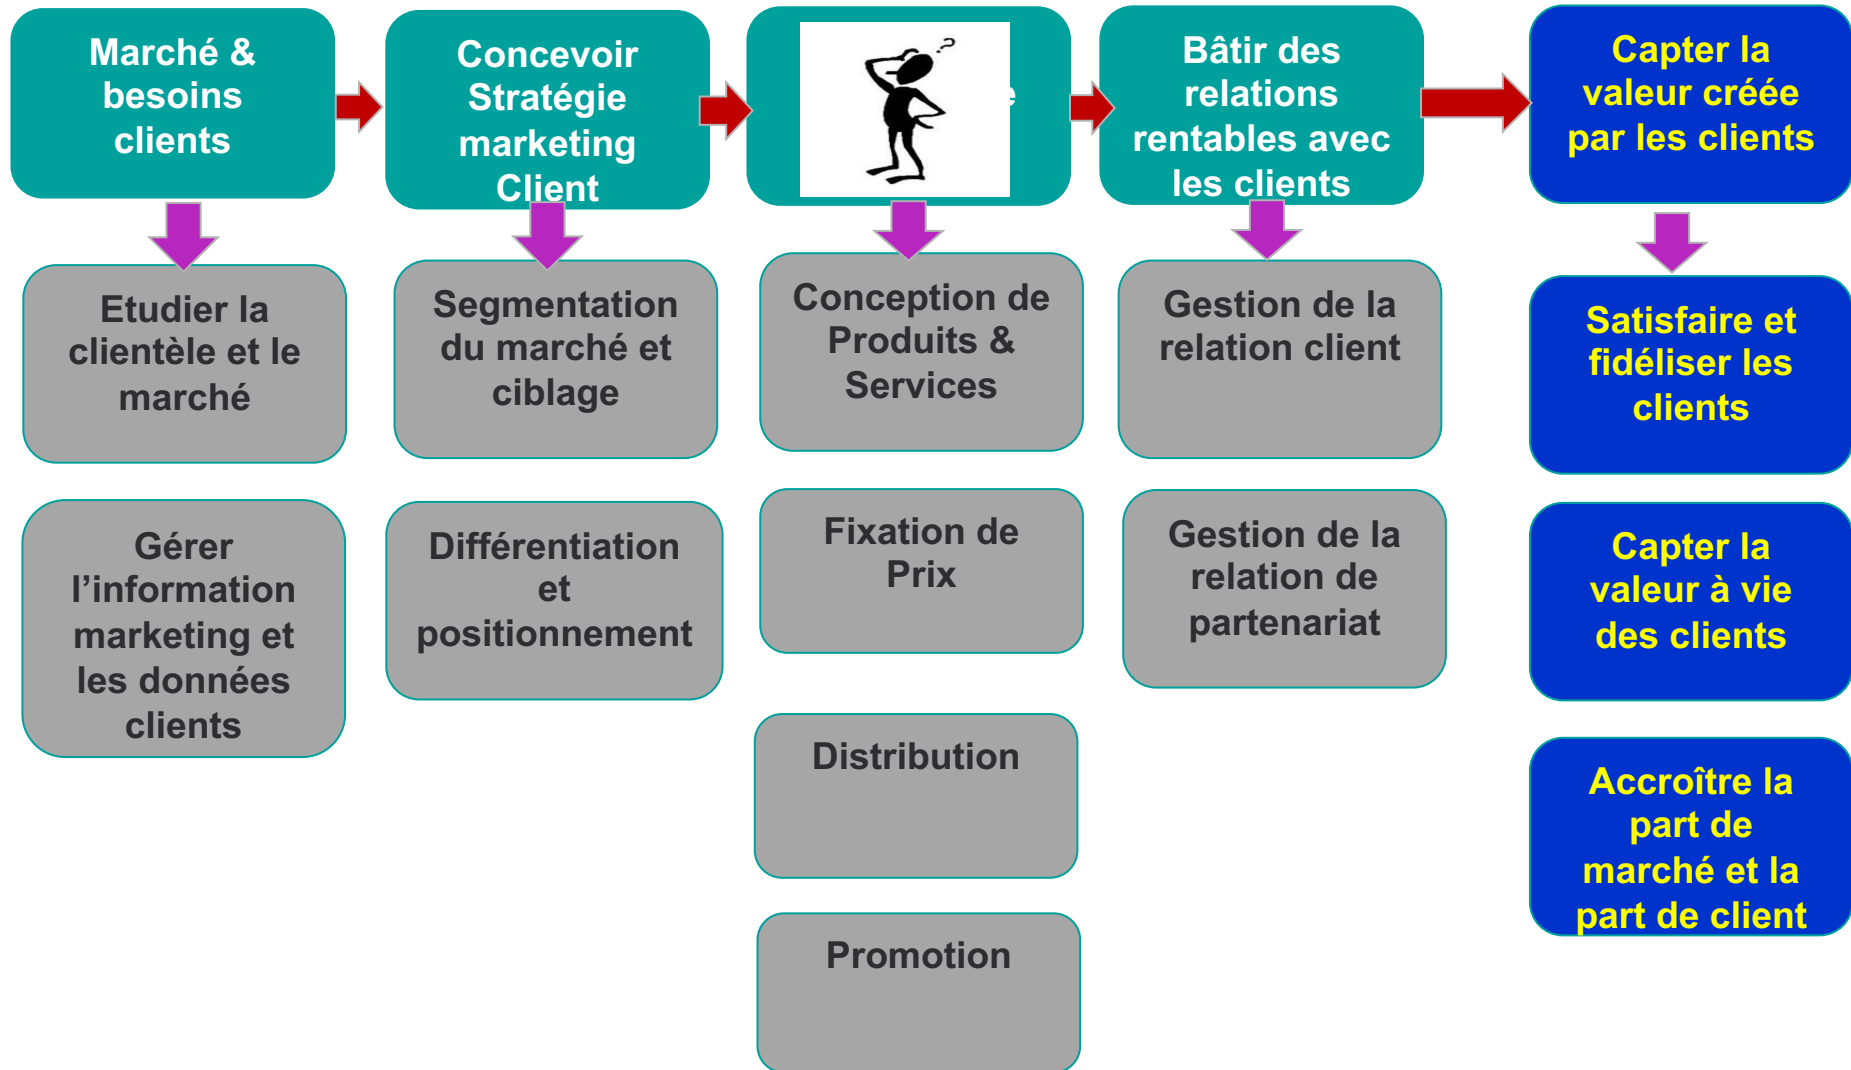 Marché &
besoins
clients
Concevoir
Stratégie
marketing
Client
?
e
Bâtir des
relations
rentables avec
les clients
Capter la
valeur créée
par les clients
Etudier la
clientèle et le
marché
Segmentation
du marché et
ciblage
Conception de
Produits &
Services
Gestion de la
relation client
Satisfaire et
fidéliser les
clients
Gérer
l’information
marketing et
les données
clients
Différentiation
et
positionnement
Fixation de
Prix
Gestion de la
relation de
partenariat
Capter la
valeur à vie
des clients
Distribution
Accroître la
part de
marché et la
part de client
Promotion